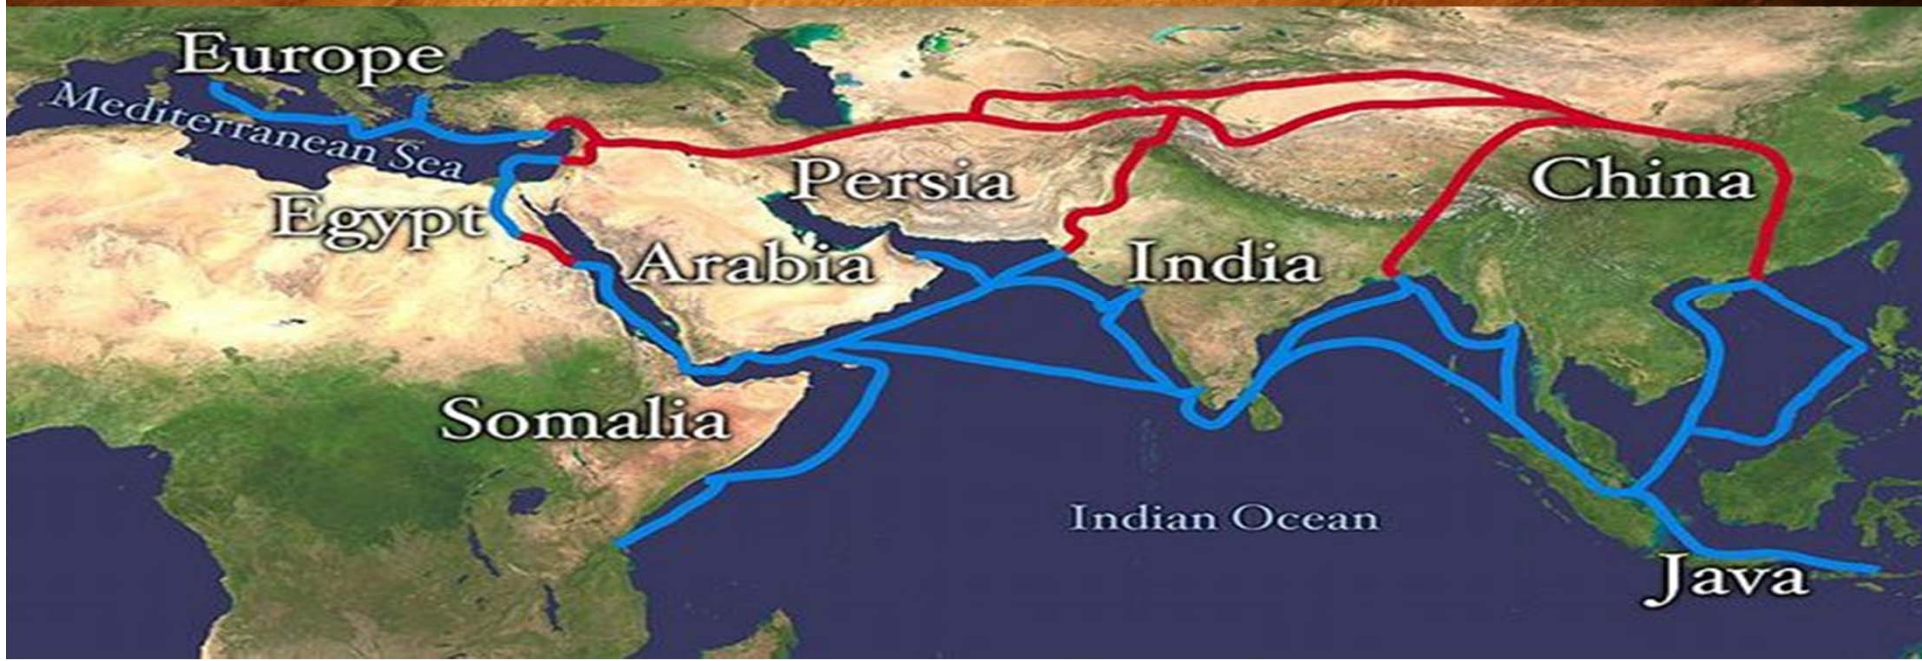 Europe
Mediterranean Sea
Egypt
Persia
China
Arabia
India
Somalia
Indian Ocean
Java